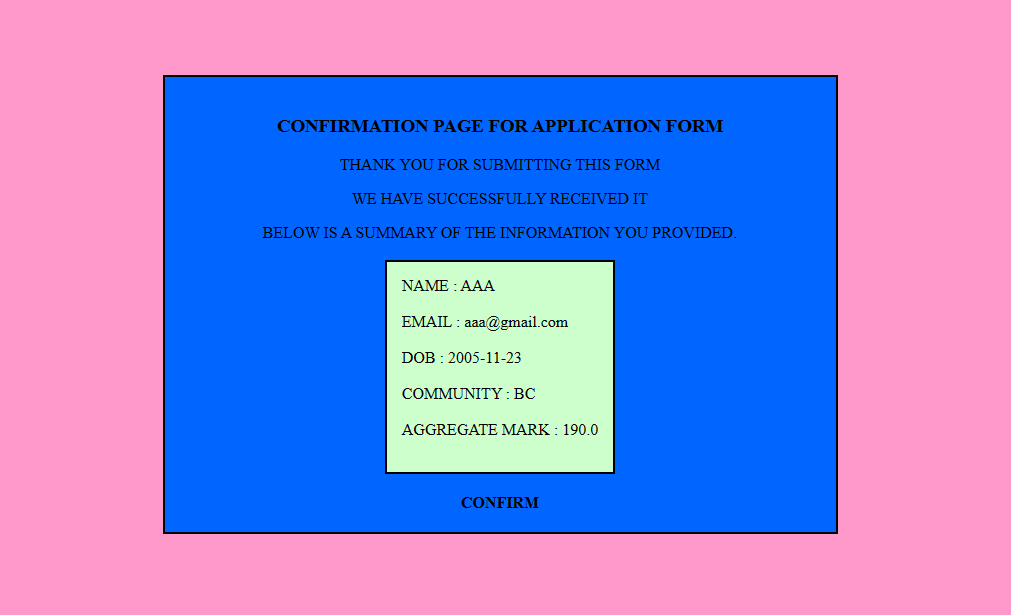 CONFIRMATION PAGE FOR APPLICATION FORM
THANK YOU FOR SUBMITTING THIS FORM
WE HAVE SUCCESSFULLY RECEIVED IT
BELOW IS A SUMMARY OF THE INFORMATION YOU PROVIDED.
NAME : AAA
EMAIL : aaa@gmail.com
DOB : 2005-11-23
COMMUNITY : BC
AGGREGATE MARK : 190.0
CONFIRM